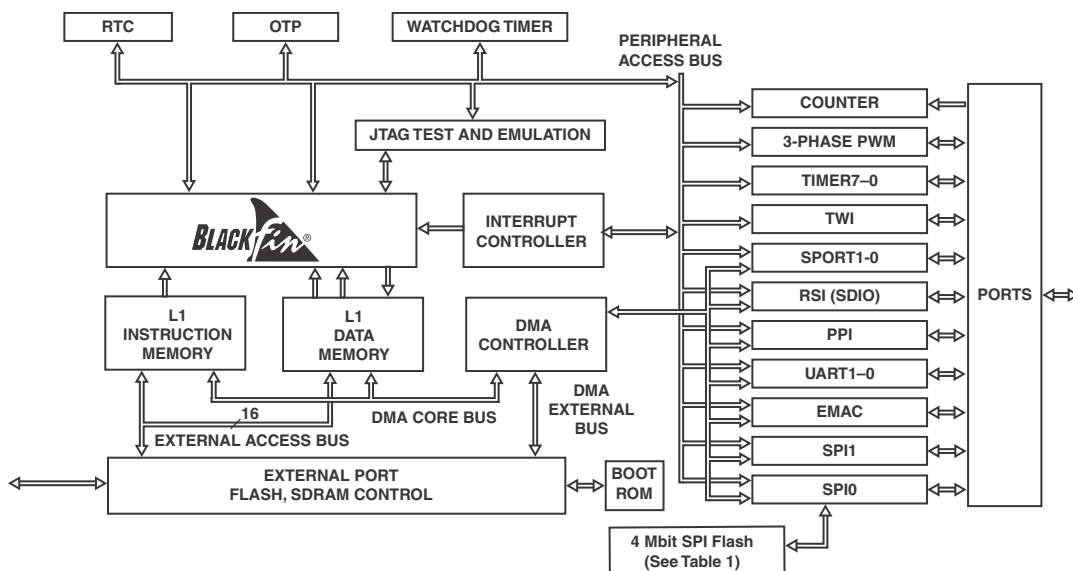 RTC
OTP
WATCHDOG TIMER
PERIPHERAL
ACCESS BUS
COUNTER
JTAG TEST AND EMULATION
3-PHASE PWM
TIMER7–0
BLACKfin®
INTERRUPT
CONTROLLER
TWI
SPORT1-0
RSI (SDIO)
PORTS
L1
INSTRUCTION
MEMORY
L1
DATA
MEMORY
DMA
CONTROLLER
PPI
UART1–0
EMAC
SPI1
SPI0
16
DMA CORE BUS
EXTERNAL ACCESS BUS
DMA
EXTERNAL
BUS
EXTERNAL PORT
FLASH, SDRAM CONTROL
BOOT
ROM
4 Mbit SPI Flash
(See Table 1)